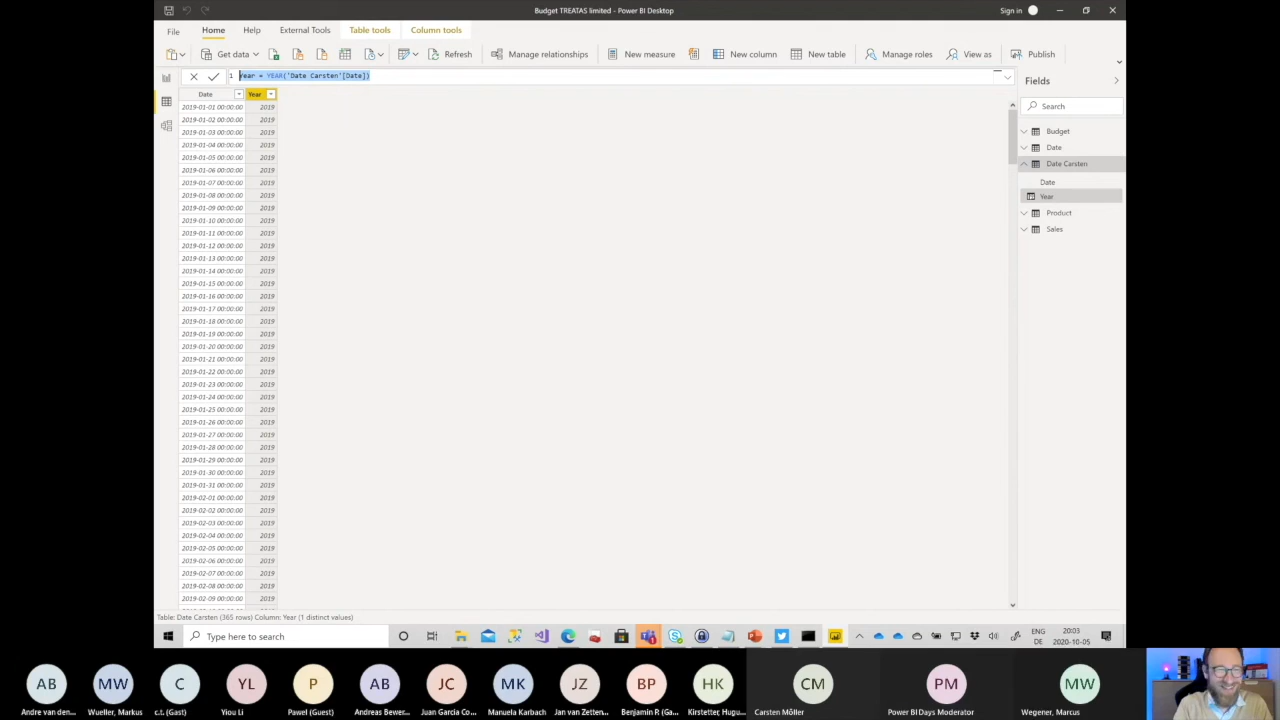 Budget TREATAS limited - Power BI Desktop
Sign in
File
Home
Help
External Tools
Table tools
Column tools
Get data
Refresh
Manage relationships
New measure
New column
New table
Manage roles
View as
Publish
1 Year = YEAR('Date Carsten'[Date])
Fields
Search
Budget
Date
Date Carsten
Date
Year
Product
Sales
Date Year
2019-01-01 00:00:00 2019
2019-01-02 00:00:00 2019
2019-01-03 00:00:00 2019
2019-01-04 00:00:00 2019
2019-01-05 00:00:00 2019
2019-01-06 00:00:00 2019
2019-01-07 00:00:00 2019
2019-01-08 00:00:00 2019
2019-01-09 00:00:00 2019
2019-01-10 00:00:00 2019
2019-01-11 00:00:00 2019
2019-01-12 00:00:00 2019
2019-01-13 00:00:00 2019
2019-01-14 00:00:00 2019
2019-01-15 00:00:00 2019
2019-01-16 00:00:00 2019
2019-01-17 00:00:00 2019
2019-01-18 00:00:00 2019
2019-01-19 00:00:00 2019
2019-01-20 00:00:00 2019
2019-01-21 00:00:00 2019
2019-01-22 00:00:00 2019
2019-01-23 00:00:00 2019
2019-01-24 00:00:00 2019
2019-01-25 00:00:00 2019
2019-01-26 00:00:00 2019
2019-01-27 00:00:00 2019
2019-01-28 00:00:00 2019
2019-01-29 00:00:00 2019
2019-01-30 00:00:00 2019
2019-01-31 00:00:00 2019
2019-02-01 00:00:00 2019
2019-02-02 00:00:00 2019
2019-02-03 00:00:00 2019
2019-02-04 00:00:00 2019
2019-02-05 00:00:00 2019
2019-02-06 00:00:00 2019
2019-02-07 00:00:00 2019
2019-02-08 00:00:00 2019
2019-02-09 00:00:00 2019
Table: Date Carsten (365 rows) Column: Year (1 distinct values)
Type here to search
ENG
DE
20:03
2020-10-05
AB
MW
C
YL
P
AB
JC
MK
JZ
BP
HK
CM
PM
MW
Andre van den...
Wueller, Markus
c.t. (Gast)
Yiou Li
Pawel (Guest)
Andreas Bewer...
Juan Garcia Co...
Manuela Karbach
Jan van Zetten...
Benjamin R (Ga...
Kirstetter, Hugu...
Carsten Möller
Power BI Days Moderator
Wegener, Marcus